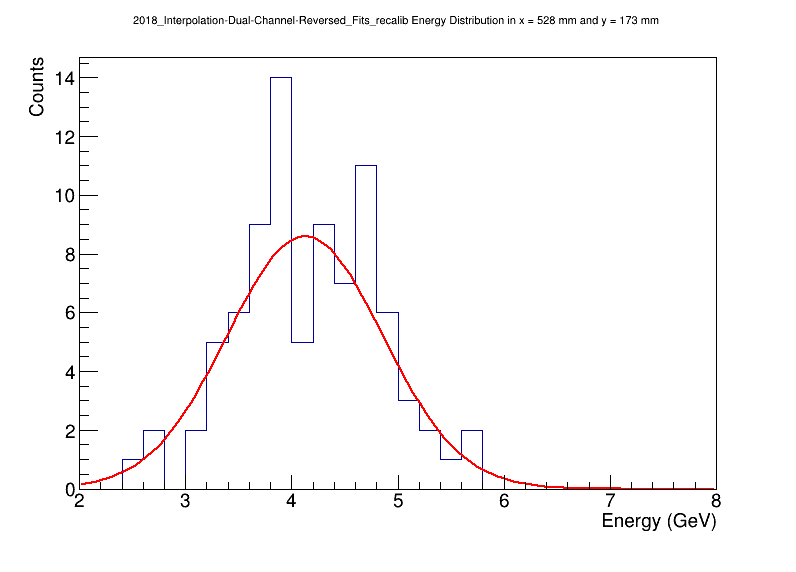 2018_Interpolation-Dual-Channel-Reversed_Fits_recalib Energy Distribution in x = 528 mm and y = 173 mm
Counts
14
12
10
8
6
4
2
0
2 3 4 5 6 7 8
Energy (GeV)